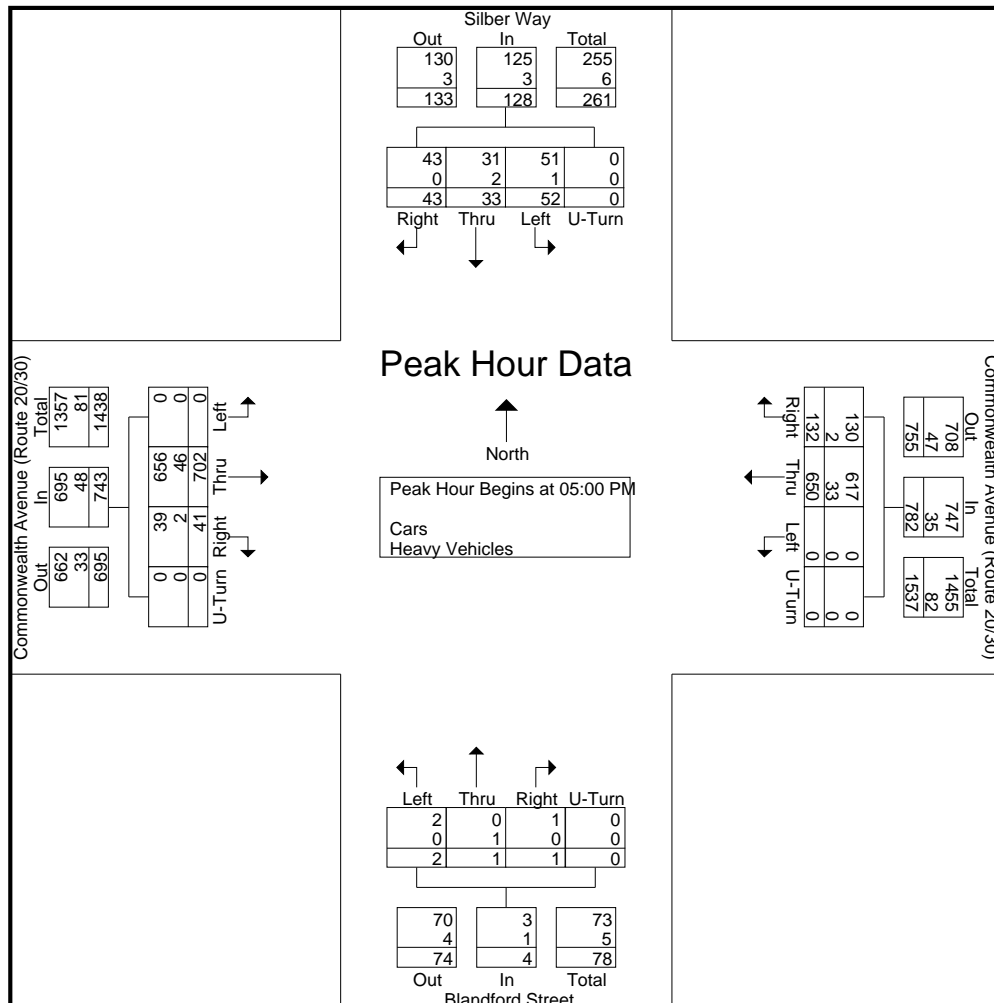 Silber Way
Out In Total
130 125 255
3 3 6
133 128 261
43 31 51 0
0 2 1 0
43 33 52 0
Right Thru Left U-Turn
Peak Hour Data
North
Peak Hour Begins at 05:00 PM
Cars
Heavy Vehicles
Commonwealth Avenue (Route 20/30)
Total In Out
1357 695 662
81 48 33
1438 743 695
Left Thru Right U-Turn
0 656 39 0
0 46 2 0
0 702 41 0
Commonwealth Avenue (Route 20/30)
Out In Total
708 747 1455
47 35 82
755 782 1537
Right Thru Left U-Turn
130 617 0 0
2 33 0 0
132 650 0 0
Left Thru Right U-Turn
2 0 1 0
0 1 0 0
2 1 1 0
70 3 73
4 1 5
74 4 78
Out In Total
Blandford Street